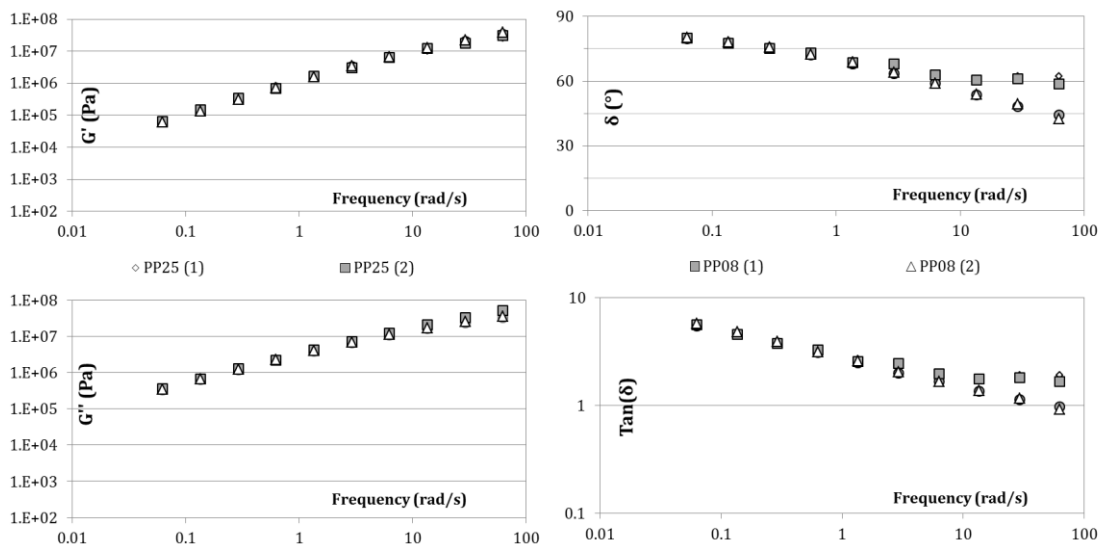 1.E+08
1.E+07
1.E+06
1.E+05
1.E+04
1.E+03
1.E+02
G' (Pa)
Frequency (rad/s)
0.01 0.1 1 10 100
90
60
30
0
δ (°)
Frequency (rad/s)
0.01 0.1 1 10 100
PP25 (1) PP25 (2) PP08 (1) PP08 (2)
1.E+08
1.E+07
1.E+06
1.E+05
1.E+04
1.E+03
1.E+02
G'' (Pa)
Frequency (rad/s)
0.01 0.1 1 10 100
10
1
0.1
Tan(δ)
Frequency (rad/s)
0.01 0.1 1 10 100